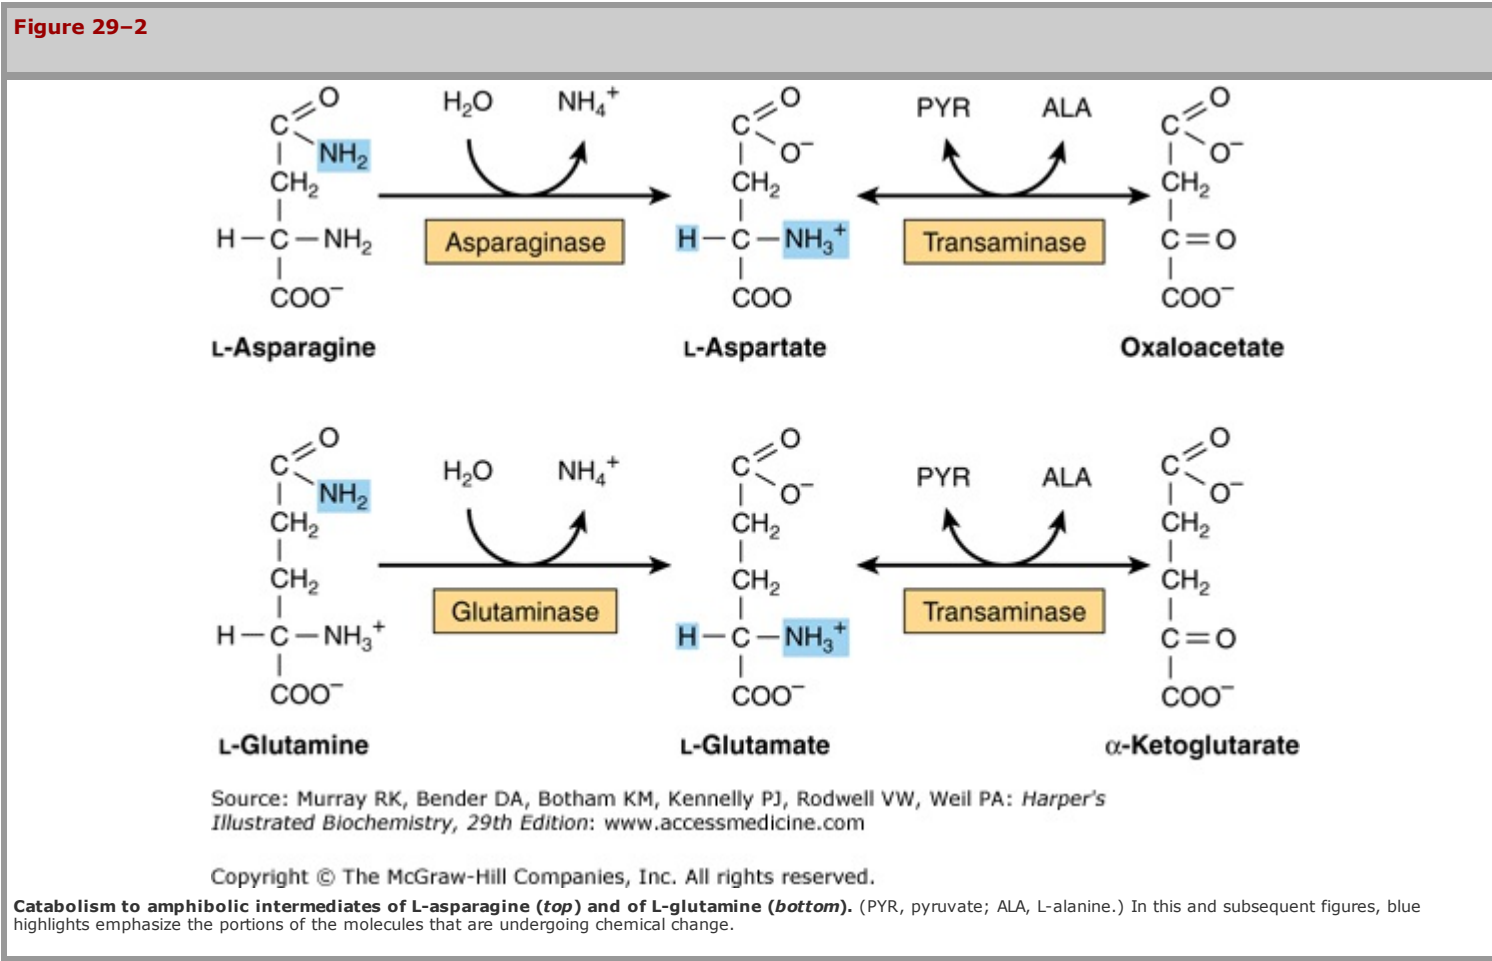 Figure 29–2
O
H₂O
NH₄⁺
O
PYR
ALA
O
C
NH₂
C
O⁻
C
O⁻
CH₂
CH₂
CH₂
H—C—NH₂
Asparaginase
H—C—NH₃⁺
Transaminase
C=O
COO⁻
COO
COO⁻
L-Asparagine
L-Aspartate
Oxaloacetate
O
H₂O
NH₄⁺
O
PYR
ALA
O
C
NH₂
C
O⁻
C
O⁻
CH₂
CH₂
CH₂
CH₂
CH₂
CH₂
Glutaminase
Transaminase
H—C—NH₃⁺
H—C—NH₃⁺
C=O
COO⁻
COO⁻
COO⁻
L-Glutamine
L-Glutamate
α-Ketoglutarate
Source: Murray RK, Bender DA, Botham KM, Kennelly PJ, Rodwell VW, Weil PA: Harper's
Illustrated Biochemistry, 29th Edition: www.accessmedicine.com
Copyright © The McGraw-Hill Companies, Inc. All rights reserved.
Catabolism to amphibolic intermediates of L-asparagine (top) and of L-glutamine (bottom). (PYR, pyruvate; ALA, L-alanine.) In this and subsequent figures, blue
highlights emphasize the portions of the molecules that are undergoing chemical change.